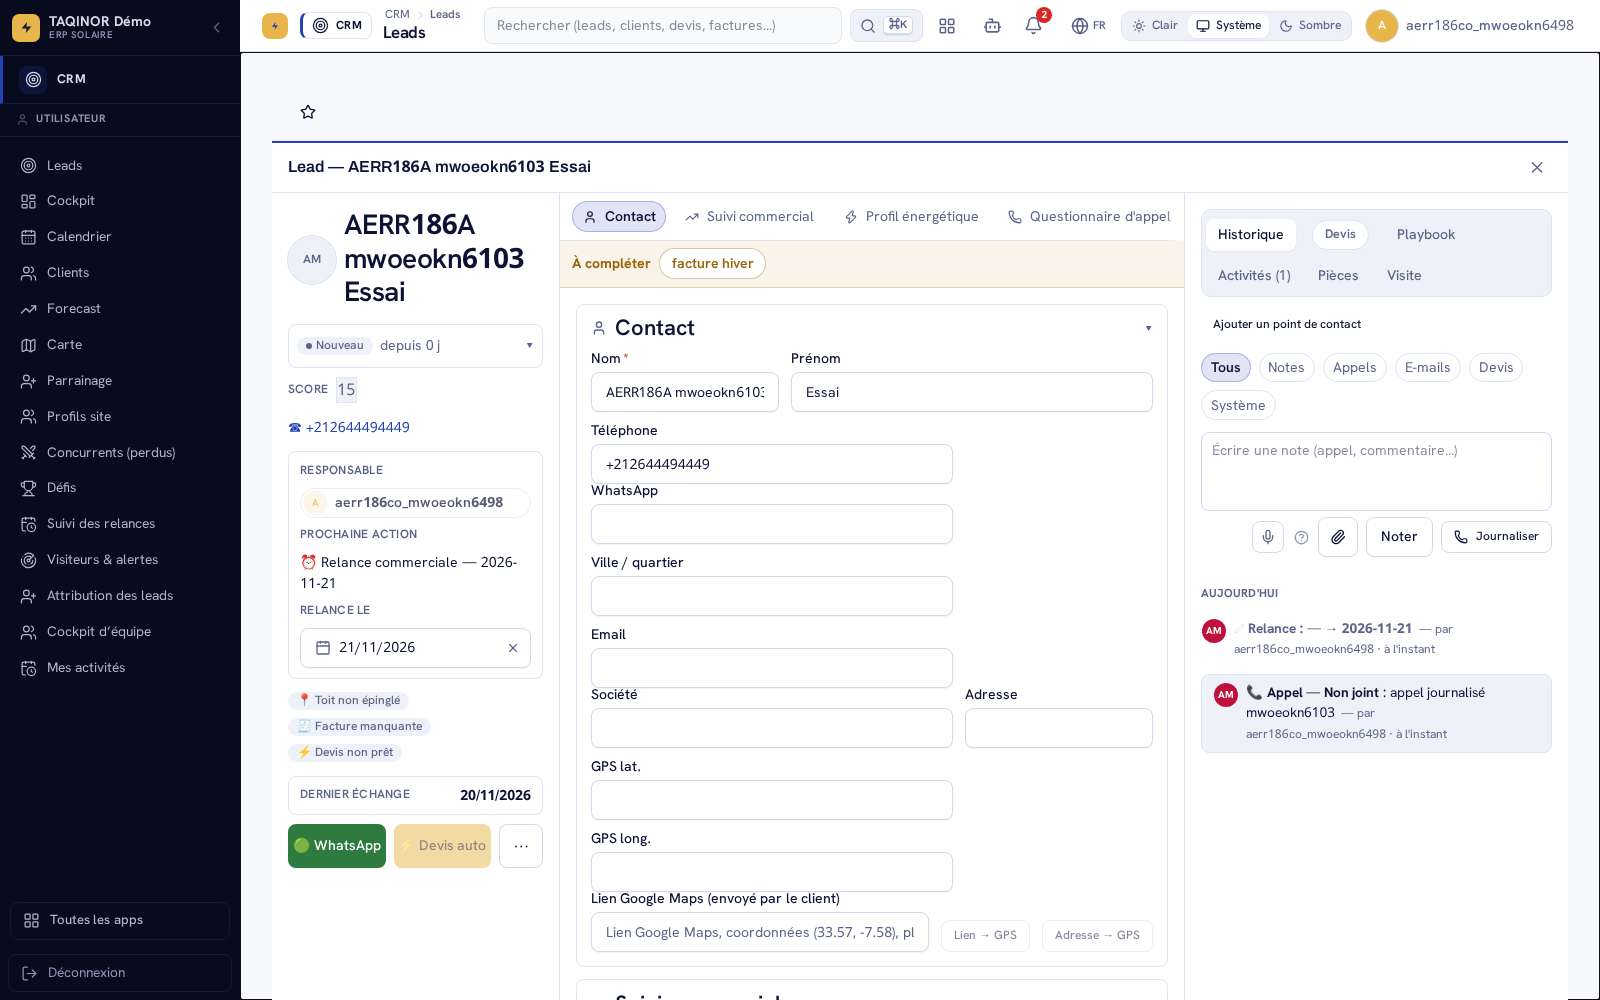 TAQINOR Démo
ERP SOLAIRE
CRM
UTILISATEUR
Leads
Cockpit
Calendrier
Clients
Forecast
Carte
Parrainage
Profils site
Concurrents (perdus)
Défis
Suivi des relances
Visiteurs & alertes
Attribution des leads
Cockpit d'équipe
Mes activités
Toutes les apps
Déconnexion
CRM
CRM > Leads
Leads
Rechercher (leads, clients, devis, factures...)
⌘K
2
FR
Clair
Système
Sombre
A
aerr186co_mwoeokn6498
Lead — AERR186A mwoeokn6103 Essai
AM
AERR186A
mwoeokn6103
Essai
Nouveau depuis 0 j
SCORE 15
☎ +212644494449
RESPONSABLE
A aerr186co_mwoeokn6498
PROCHAINE ACTION
⏰ Relance commerciale — 2026-
11-21
RELANCE LE
21/11/2026
📍 Toit non épinglé
🧾 Facture manquante
⚡ Devis non prêt
DERNIER ÉCHANGE 20/11/2026
🟢 WhatsApp
⚡ Devis auto
⋯
Contact
Suivi commercial
Profil énergétique
Questionnaire d'appel
À compléter
facture hiver
Contact
Nom *
Prénom
AERR186A mwoeokn6103
Essai
Téléphone
+212644494449
WhatsApp
Ville / quartier
Email
Société
Adresse
GPS lat.
GPS long.
Lien Google Maps (envoyé par le client)
Lien Google Maps, coordonnées (33.57, -7.58), pl
Lien → GPS
Adresse → GPS
Historique
Devis
Playbook
Activités (1)
Pièces
Visite
Ajouter un point de contact
Tous
Notes
Appels
E-mails
Devis
Système
Écrire une note (appel, commentaire...)
Noter
Journaliser
AUJOURD'HUI
AM
Relance : — → 2026-11-21 — par
aerr186co_mwoeokn6498 · à l'instant
AM
📞 Appel — Non joint : appel journalisé
mwoeokn6103 — par
aerr186co_mwoeokn6498 · à l'instant